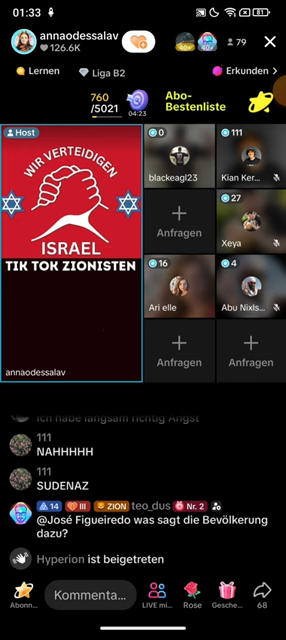 01:33
81
annaodessalav
126.6K
40+
40+
79
Lernen
Liga B2
Erkunden
760
/5021
04:23
Abo-
Bestenliste
Host
WIR VERTEIDIGEN
ISRAEL
TIK TOK ZIONISTEN
annaodessalav
0
blackeagl23
111
Kian Ker...
Anfragen
27
Xeya
16
Ari elle
4
Abu Nixls...
Anfragen
Anfragen
Ich habe langsam richtig Angst
111
NAHHHHH
111
SUDENAZ
14
III
ZION
teo_dus
Nr. 2
@José Figueiredo was sagt die Bevölkerung
dazu?
Hyperion ist beigetreten
Abonn...
Kommenta...
LIVE mi...
Rose
Gesche...
68